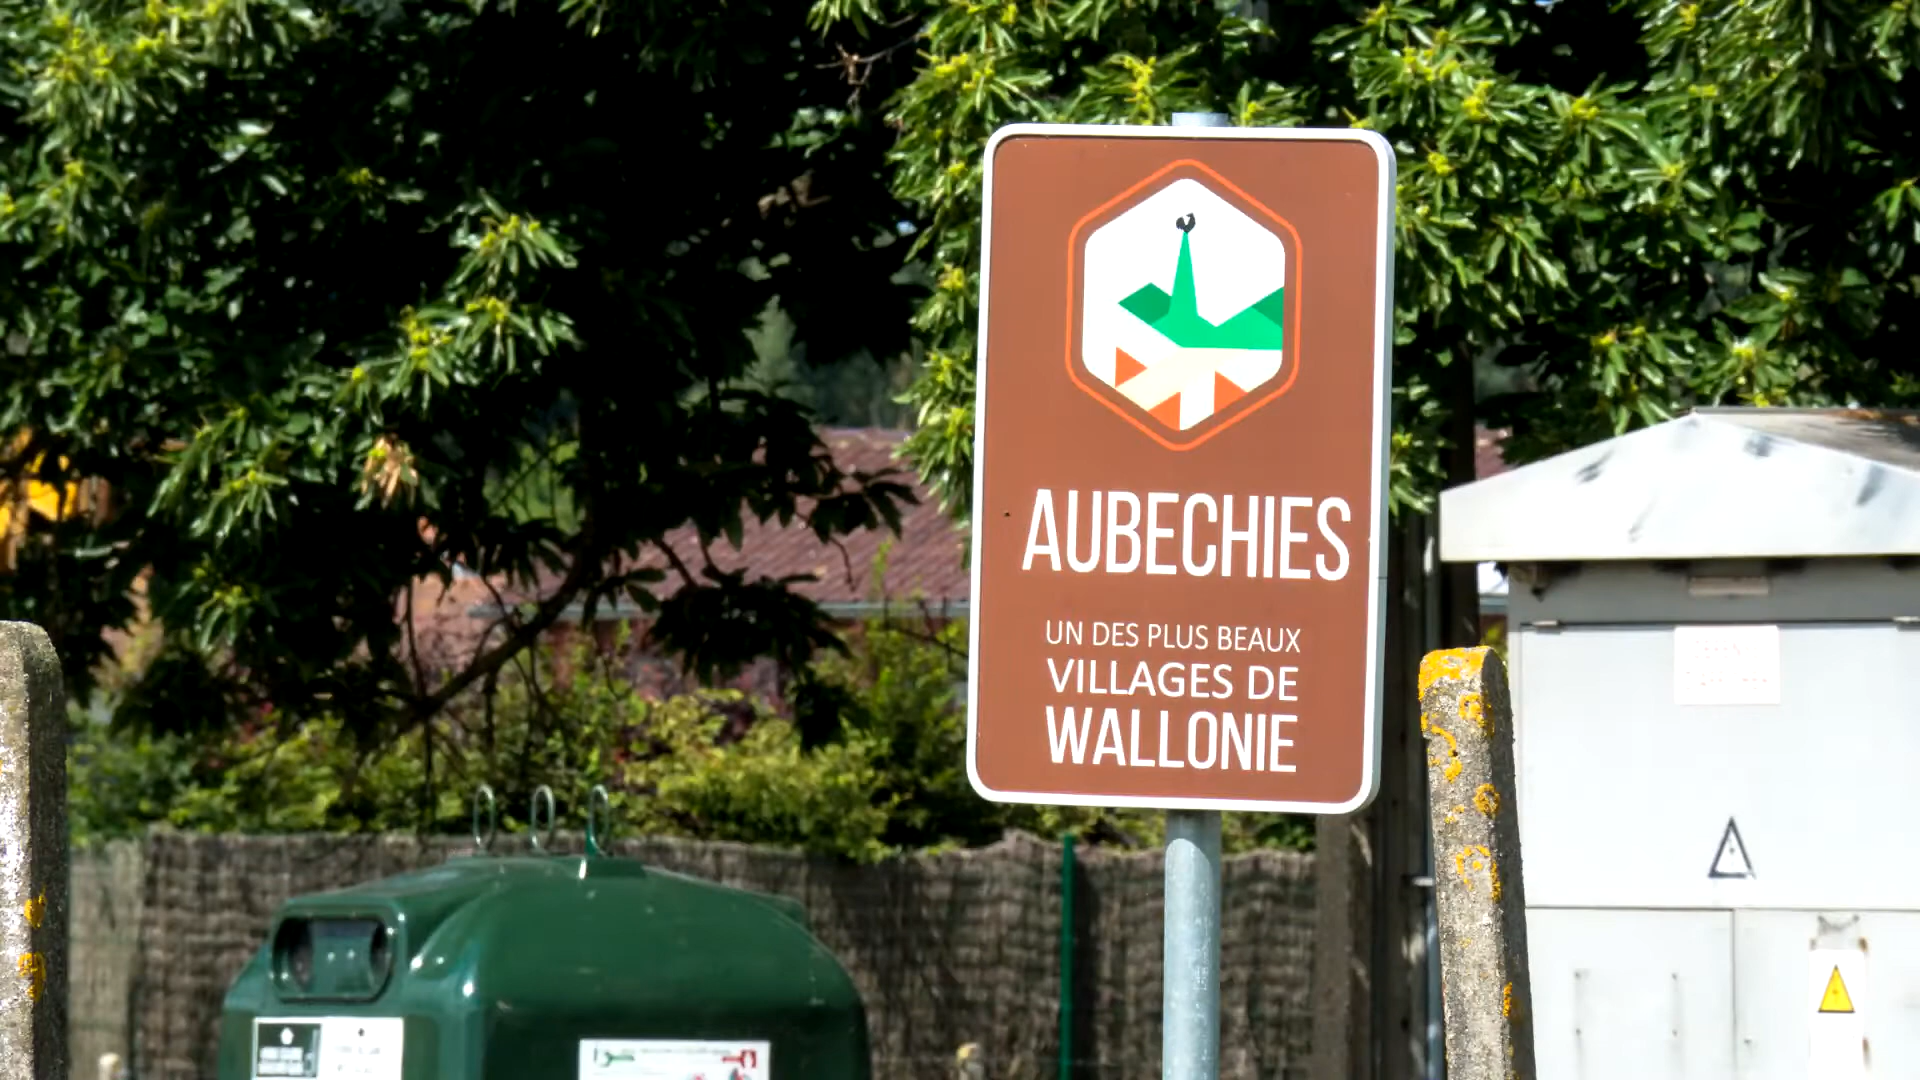 AUBECHIES
UN DES PLUS BEAUX
VILLAGES DE
WALLONIE